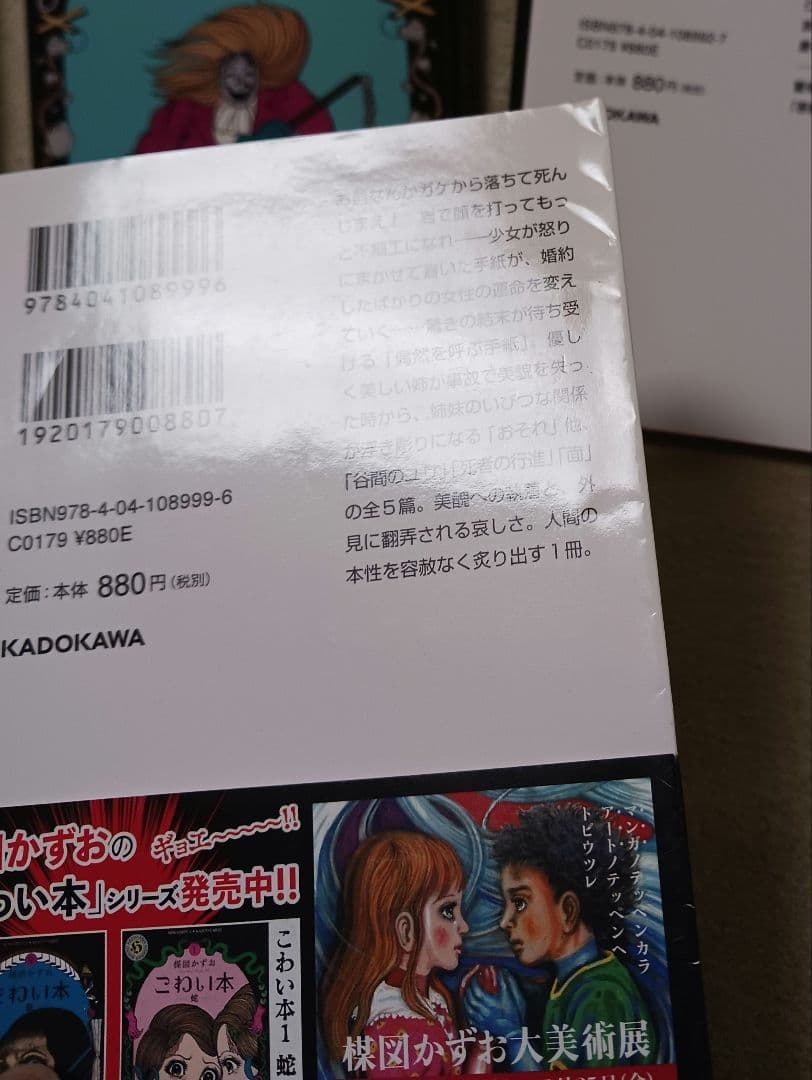 ISBN978-4-04-108992-7
C0179 ¥880E
定価:本体 880円(税別)
KADOKAWA
9784041089996
1920179008807
ISBN978-4-04-108999-6
C0179 ¥880E
定価:本体 880円(税別)
KADOKAWA
お前なんかガケから落ちて死ん
じまえ! 岩で顔を打ってもっ
と不細工になれ――少女が怒り
にまかせて書いた手紙が、婚約
したばかりの女性の運命を変え
ていく……驚きの結末が待ち受
ける「偶然を呼ぶ手紙」。優し
く美しい姉が事故で美貌を失っ
た時から、姉妹のいびつな関係
が浮き彫りになる「おそれ」他、
「谷間のユリ」「死者の行進」「面」
の全5篇。美醜への執着と、外
見に翻弄される哀しさ。人間の
本性を容赦なく炙り出す1冊。
図かずおの ギョエ〜〜〜〜〜!!
わい本」シリーズ発売中!!
楳図かずお
こわい本
楳図かずお
こわい本
蛇
こわい本1 蛇
マンガノテッペンカラ
アートノテッペンヘ
トビウツレ
楳図かずお大美術展